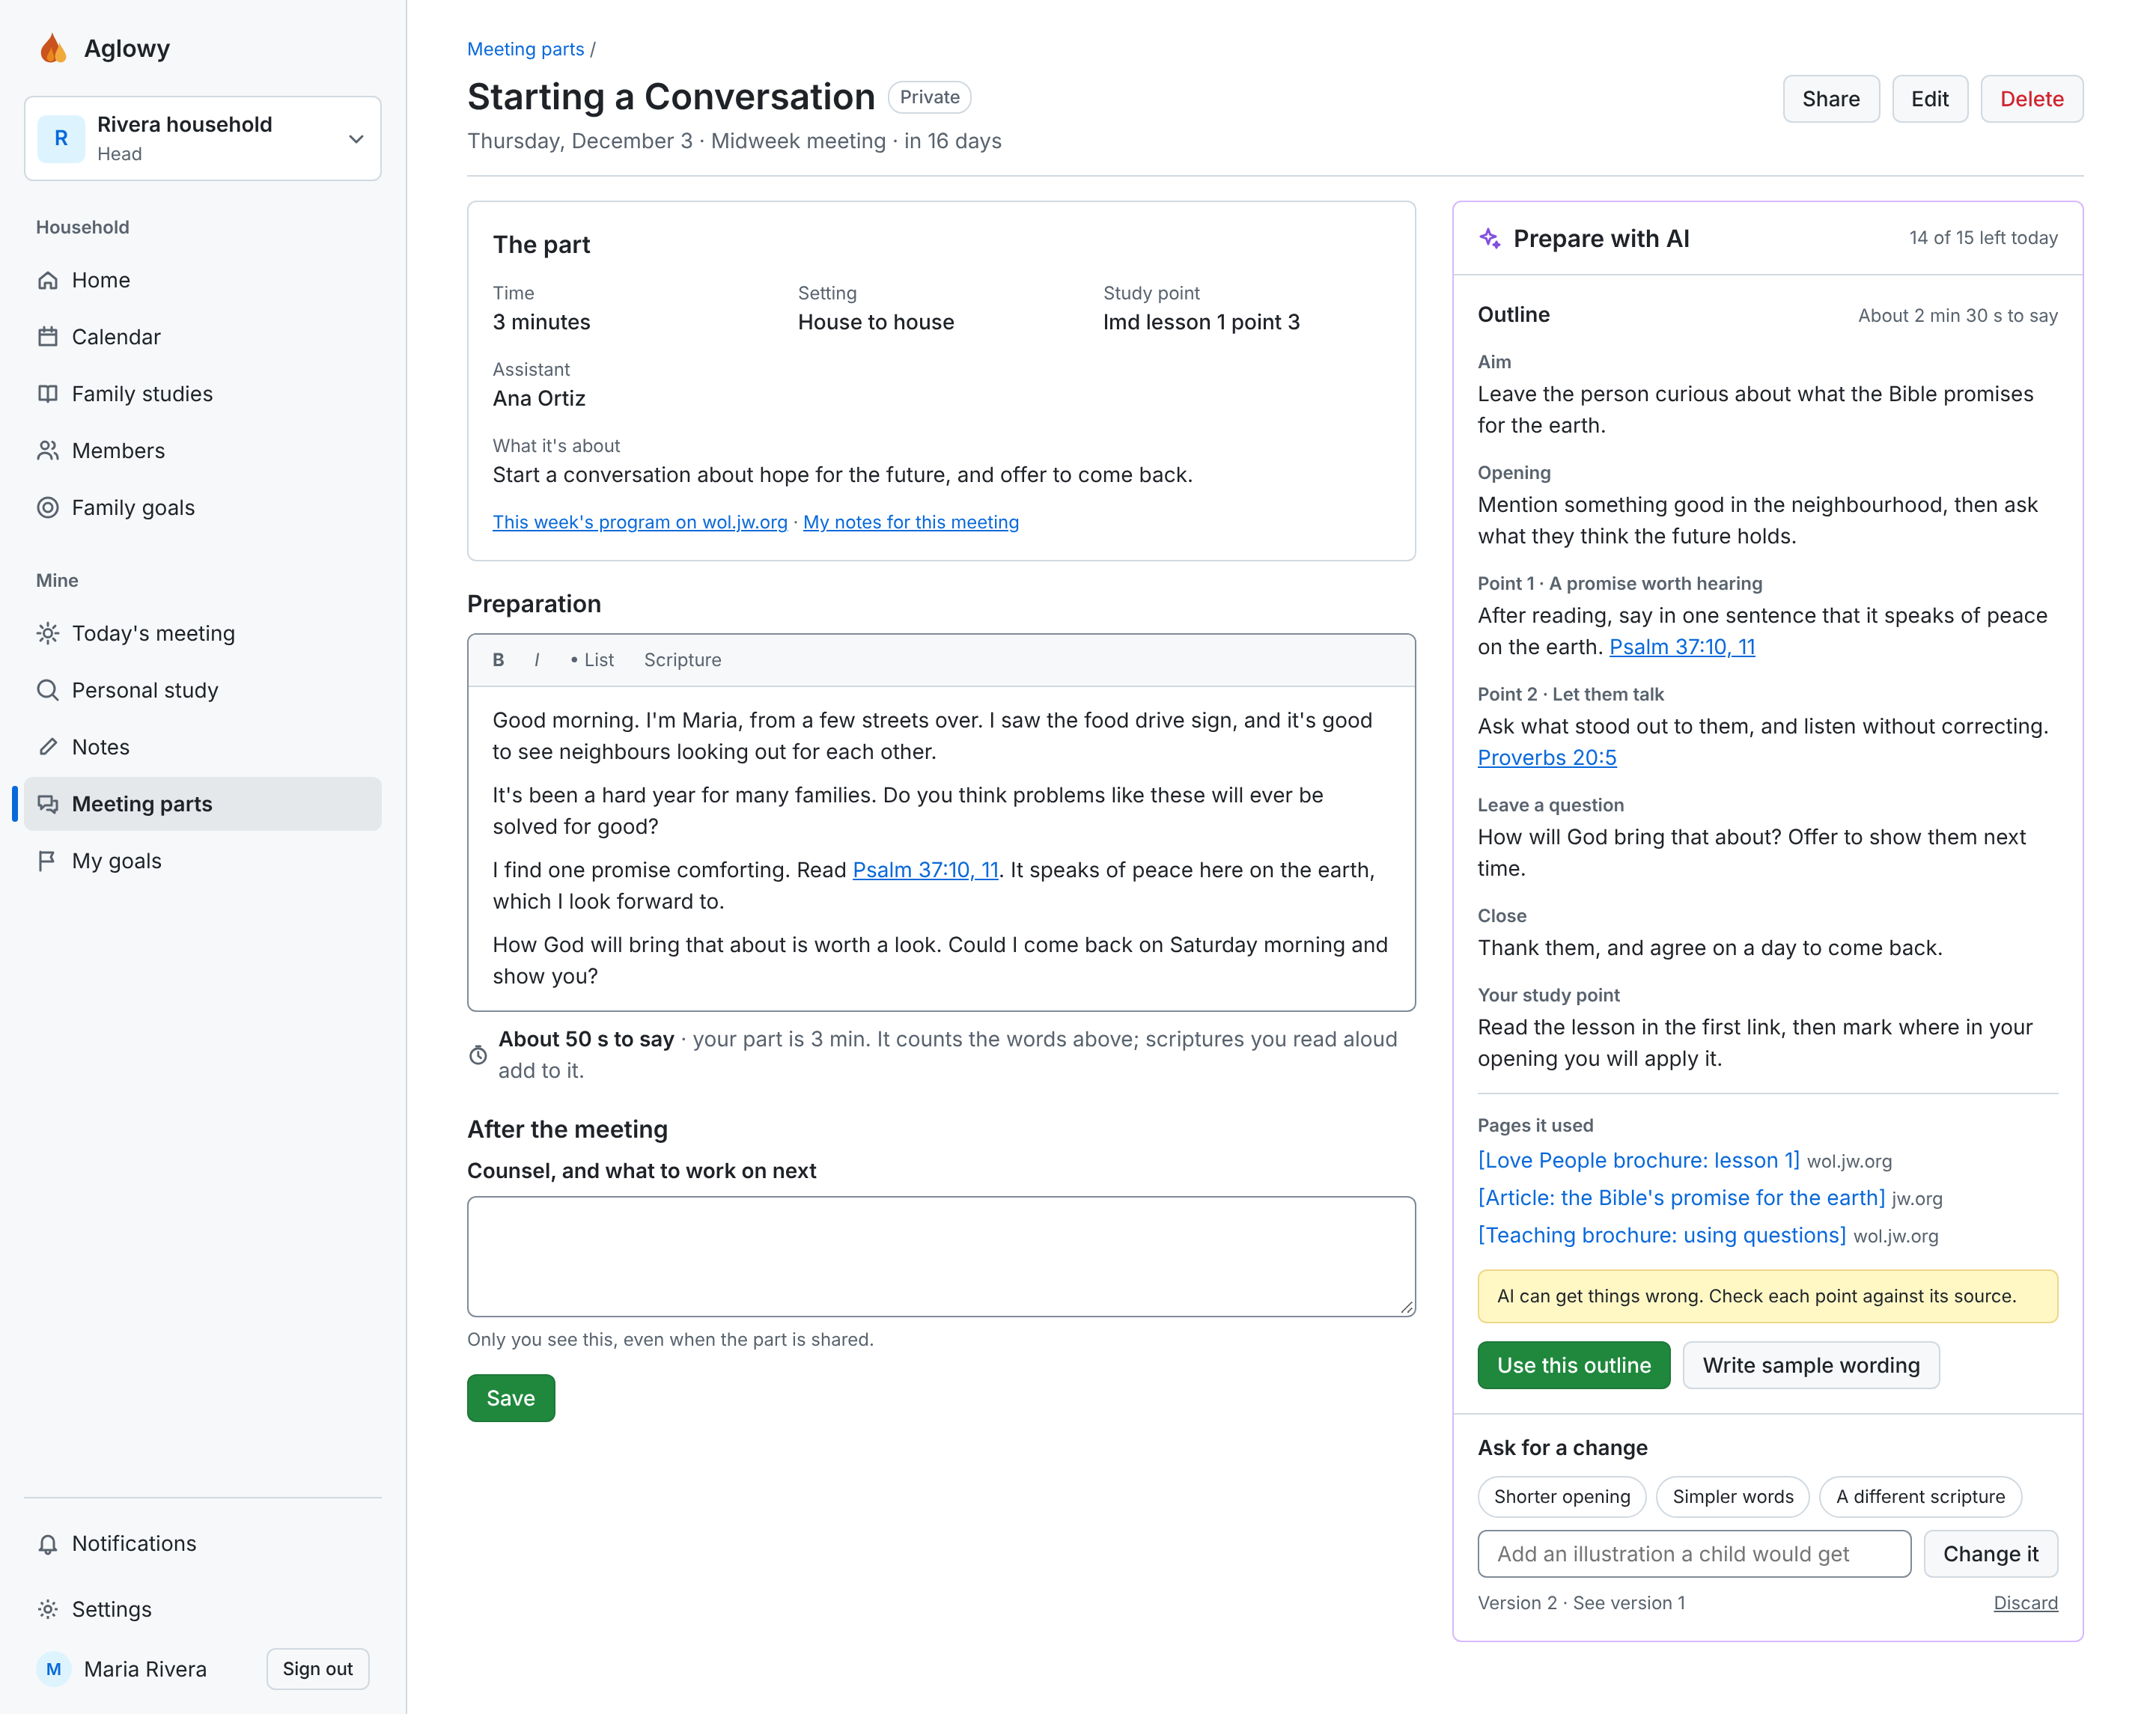 Aglowy
R
Rivera household
Head
Household
Home
Calendar
Family studies
Members
Family goals
Mine
Today's meeting
Personal study
Notes
Meeting parts
My goals
Notifications
Settings
M
Maria Rivera
Sign out
Meeting parts /
Starting a Conversation
Private
Thursday, December 3 · Midweek meeting · in 16 days
Share
Edit
Delete
The part
Time
3 minutes
Setting
House to house
Study point
lmd lesson 1 point 3
Assistant
Ana Ortiz
What it's about
Start a conversation about hope for the future, and offer to come back.
This week's program on wol.jw.org · My notes for this meeting
Preparation
B I • List Scripture
Good morning. I'm Maria, from a few streets over. I saw the food drive sign, and it's good
to see neighbours looking out for each other.
It's been a hard year for many families. Do you think problems like these will ever be
solved for good?
I find one promise comforting. Read Psalm 37:10, 11. It speaks of peace here on the earth,
which I look forward to.
How God will bring that about is worth a look. Could I come back on Saturday morning and
show you?
About 50 s to say · your part is 3 min. It counts the words above; scriptures you read aloud
add to it.
After the meeting
Counsel, and what to work on next
Only you see this, even when the part is shared.
Save
Prepare with AI
14 of 15 left today
Outline
About 2 min 30 s to say
Aim
Leave the person curious about what the Bible promises
for the earth.
Opening
Mention something good in the neighbourhood, then ask
what they think the future holds.
Point 1 · A promise worth hearing
After reading, say in one sentence that it speaks of peace
on the earth. Psalm 37:10, 11
Point 2 · Let them talk
Ask what stood out to them, and listen without correcting.
Proverbs 20:5
Leave a question
How will God bring that about? Offer to show them next
time.
Close
Thank them, and agree on a day to come back.
Your study point
Read the lesson in the first link, then mark where in your
opening you will apply it.
Pages it used
[Love People brochure: lesson 1] wol.jw.org
[Article: the Bible's promise for the earth] jw.org
[Teaching brochure: using questions] wol.jw.org
AI can get things wrong. Check each point against its source.
Use this outline
Write sample wording
Ask for a change
Shorter opening
Simpler words
A different scripture
Add an illustration a child would get
Change it
Version 2 · See version 1
Discard